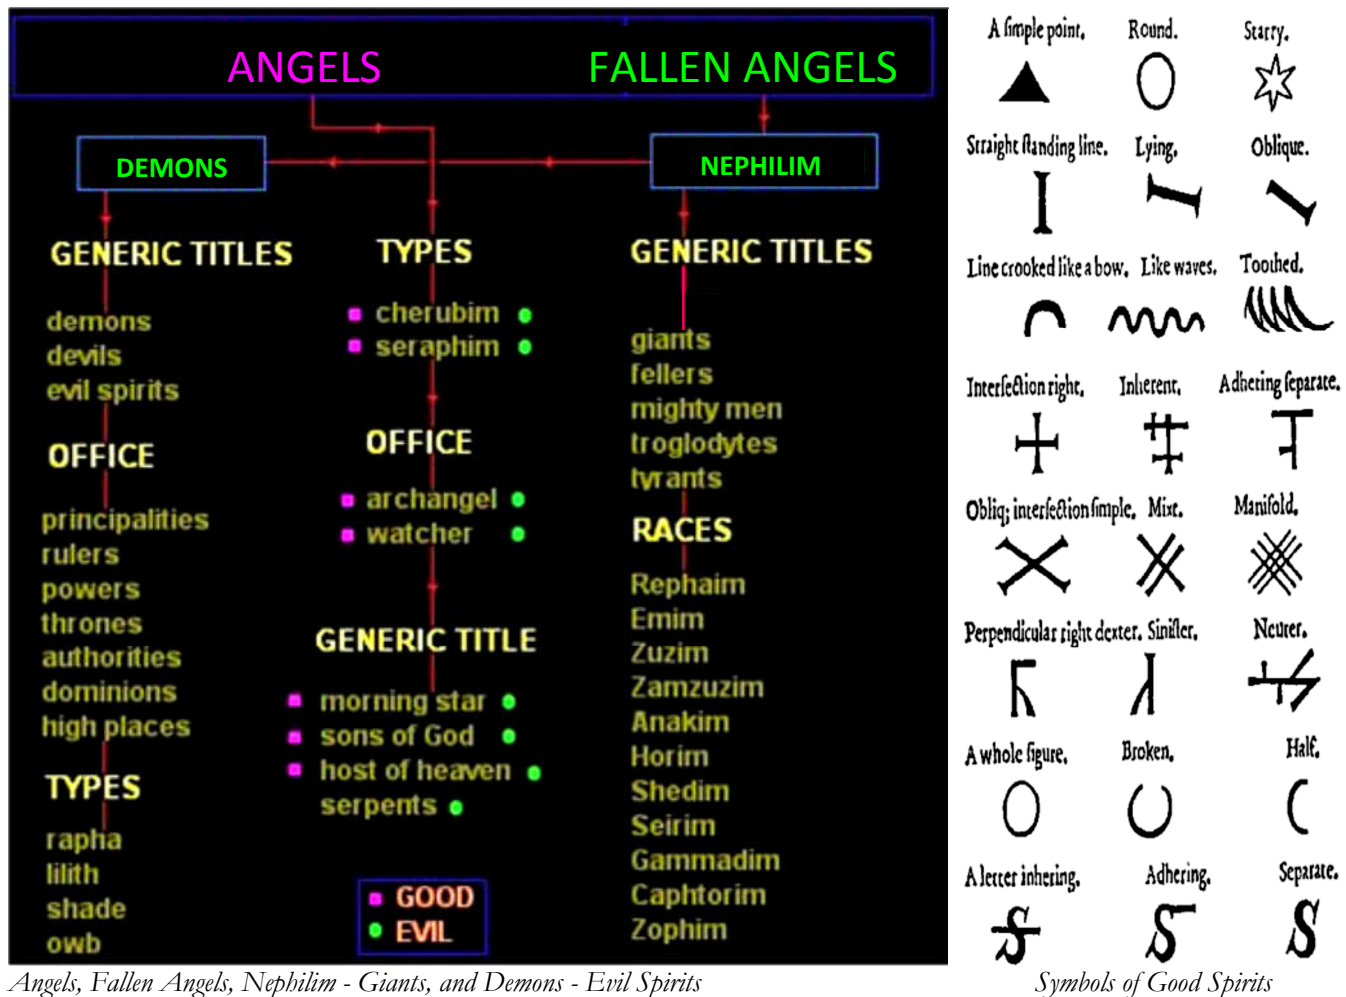 ANGELS
FALLEN ANGELS
DEMONS
NEPHILIM
GENERIC TITLES
demons
devils
evil spirits
OFFICE
principalities
rulers
powers
thrones
authorities
dominions
high places
TYPES
rapha
lilith
shade
owb
TYPES
cherubim
seraphim
OFFICE
archangel
watcher
GENERIC TITLE
morning star
sons of God
host of heaven
serpents
GOOD
EVIL
GENERIC TITLES
giants
fellers
mighty men
troglodytes
tyrants
RACES
Rephaim
Emim
Zuzim
Zamzuzim
Anakim
Horim
Shedim
Seirim
Gammadim
Caphtorim
Zophim
Angels, Fallen Angels, Nephilim - Giants, and Demons - Evil Spirits
A ſimple point. Round. Starry.
Straight ſtanding line. Lying. Oblique.
Line crooked like a bow. Like waves. Toothed.
Interſection right. Inherent. Adhering ſeparate.
Obliq; interſection ſimple. Mixt. Manifold.
Perpendicular right dexter. Siniſter. Neuter.
A whole figure. Broken. Half.
A letter inhering. Adhering. Separate.
S S S
Symbols of Good Spirits